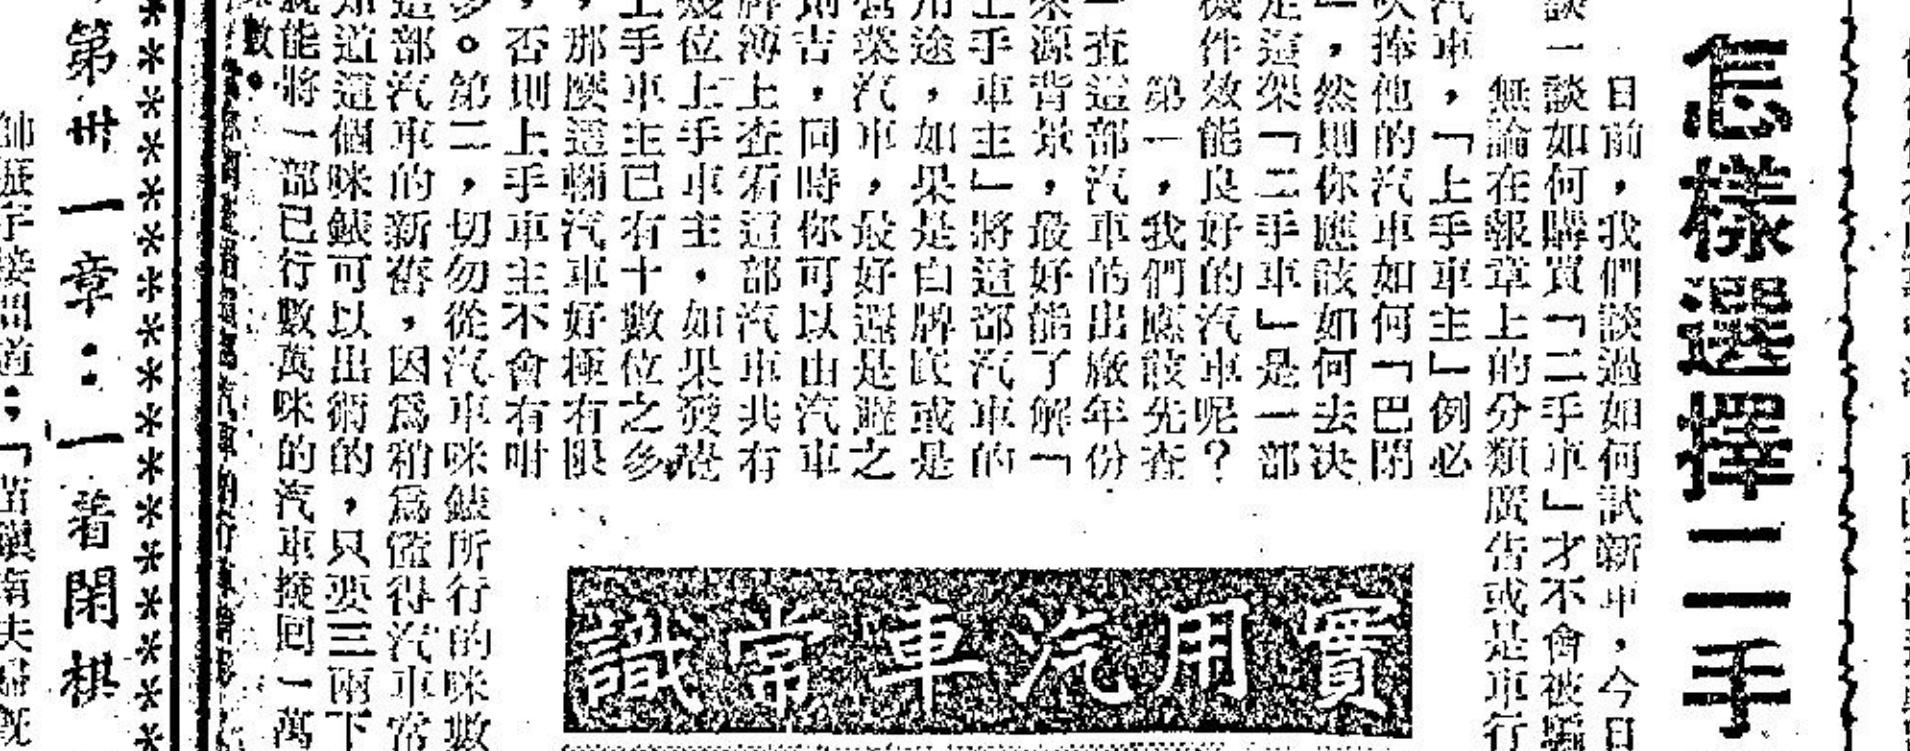 怎樣選擇二手
日前，我們談過如何試新車，今日
談一談如何購買「二手車」才不會被騙
無論在報章上的分類廣告或是車行
汽車，「上手車主」例必
吹捧他的汽車如何「巴閉
」，然則你應該如何去決
定這架「二手車」是一部
機件效能良好的汽車呢？
第一，我們應該先查
一查這部汽車的出廠年份
來源背景，最好能了解「
上手車主」將這部汽車的
用途，如果是白牌民或是
營業汽車，最好還是避之
則吉，同時你可以由汽車
牌簿上查看這部汽車共有
幾位上手車主，如果發覺
上手車主已有十數位之多
，那麼這輛汽車好極有限
，否則上手車主不會有咁
多。第二，切勿從汽車咪錶所行的咪數
這部汽車的新舊，因為稍為懂得汽車常
知道這個咪錶可以出術的，只要三兩下
就能將一部已行數萬咪的汽車撥回一萬
咪數。
實用汽車常識
第卅一章：一着閑棋